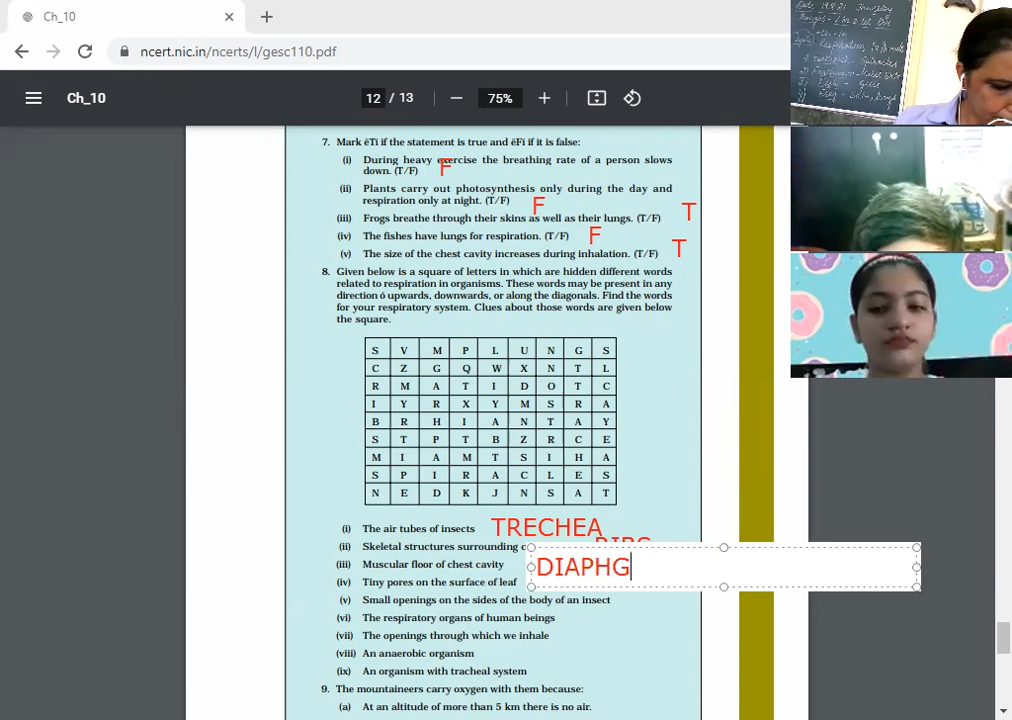 Ch_10
ncert.nic.in/ncerts/l/gesc110.pdf
Ch_10
12 / 13
75%
7. Mark ëTí if the statement is true and ëFí if it is false:
(i) During heavy exercise the breathing rate of a person slows
down. (T/F) F
(ii) Plants carry out photosynthesis only during the day and
respiration only at night. (T/F) F
(iii) Frogs breathe through their skins as well as their lungs. (T/F) T
(iv) The fishes have lungs for respiration. (T/F) F
(v) The size of the chest cavity increases during inhalation. (T/F) T
8. Given below is a square of letters in which are hidden different words
related to respiration in organisms. These words may be present in any
direction ó upwards, downwards, or along the diagonals. Find the words
for your respiratory system. Clues about those words are given below
the square.
S V M P L U N G S
C Z G Q W X N T L
R M A T I D O T C
I Y R X Y M S R A
B R H I A N T A Y
S T P T B Z R C E
M I A M T S I H A
S P I R A C L E S
N E D K J N S A T
(i) The air tubes of insects TRECHEA
(ii) Skeletal structures surrounding RIBS
(iii) Muscular floor of chest cavity DIAPHG
(iv) Tiny pores on the surface of leaf
(v) Small openings on the sides of the body of an insect
(vi) The respiratory organs of human beings
(vii) The openings through which we inhale
(viii) An anaerobic organism
(ix) An organism with tracheal system
9. The mountaineers carry oxygen with them because:
(a) At an altitude of more than 5 km there is no air.